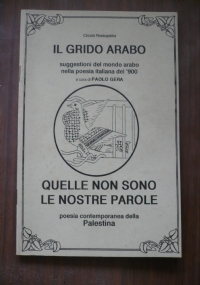 IL GRIDO ARABO
suggestioni del mondo arabo
nella poesia italiana del '900
a cura di PAOLO GERA
QUELLE NON SONO
LE NOSTRE PAROLE
poesia contemporanea della
Palestina